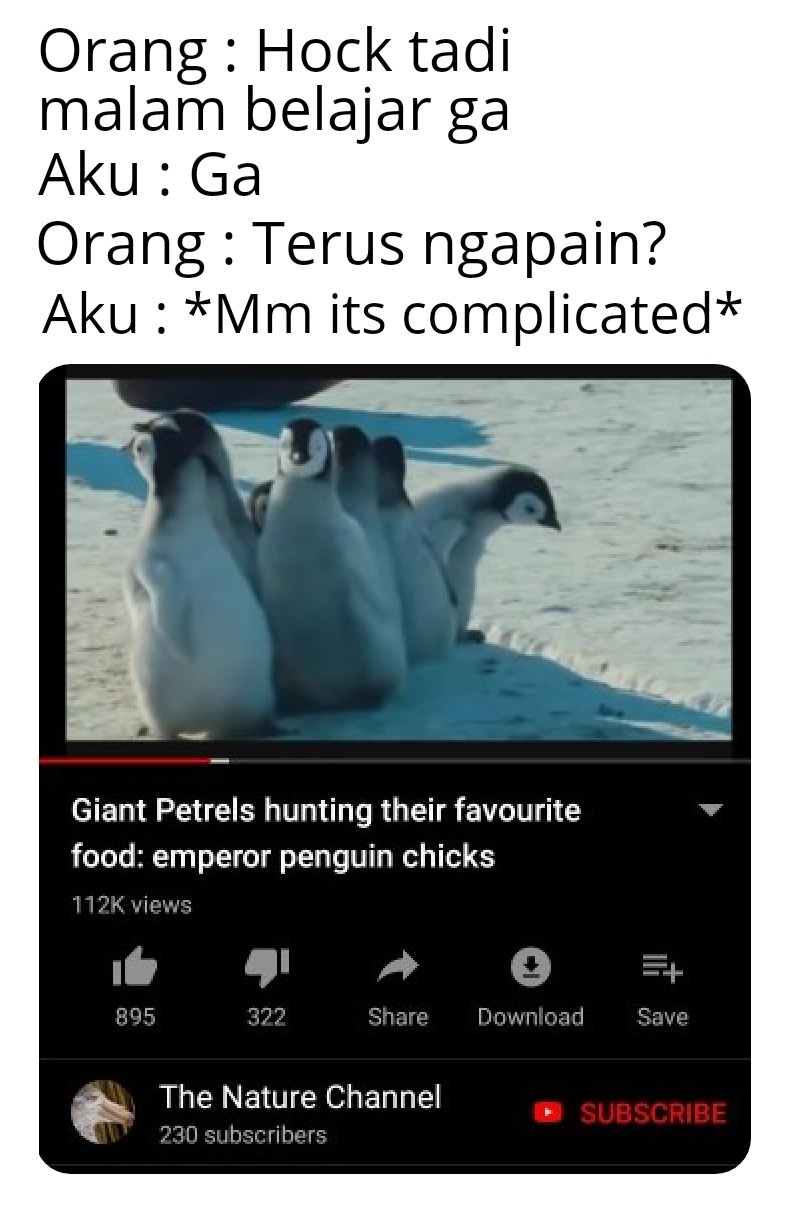 Orang : Hock tadi
malam belajar ga
Aku : Ga
Orang : Terus ngapain?
Aku : *Mm its complicated*
Giant Petrels hunting their favourite
food: emperor penguin chicks
112K views
895 322 Share Download Save
The Nature Channel
230 subscribers
SUBSCRIBE